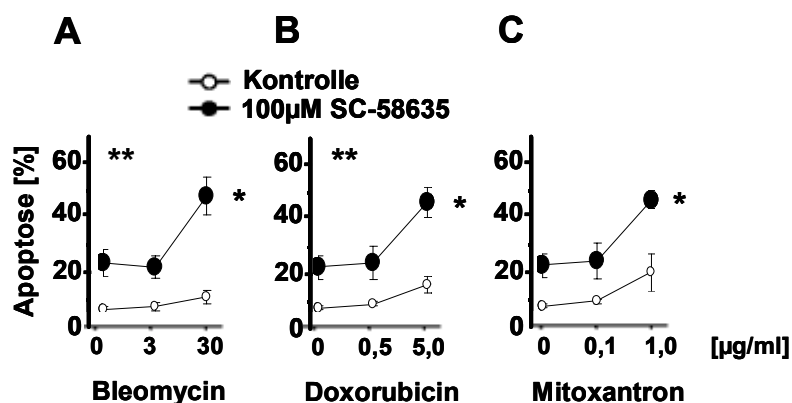 A B C
Kontrolle
100µM SC-58635
Apoptose [%]
60 ** 60 ** 60
* * *
40 40 40
20 20 20
0 0 0
0 3 30 0 0,5 5,0 0 0,1 1,0 [µg/ml]
Bleomycin Doxorubicin Mitoxantron